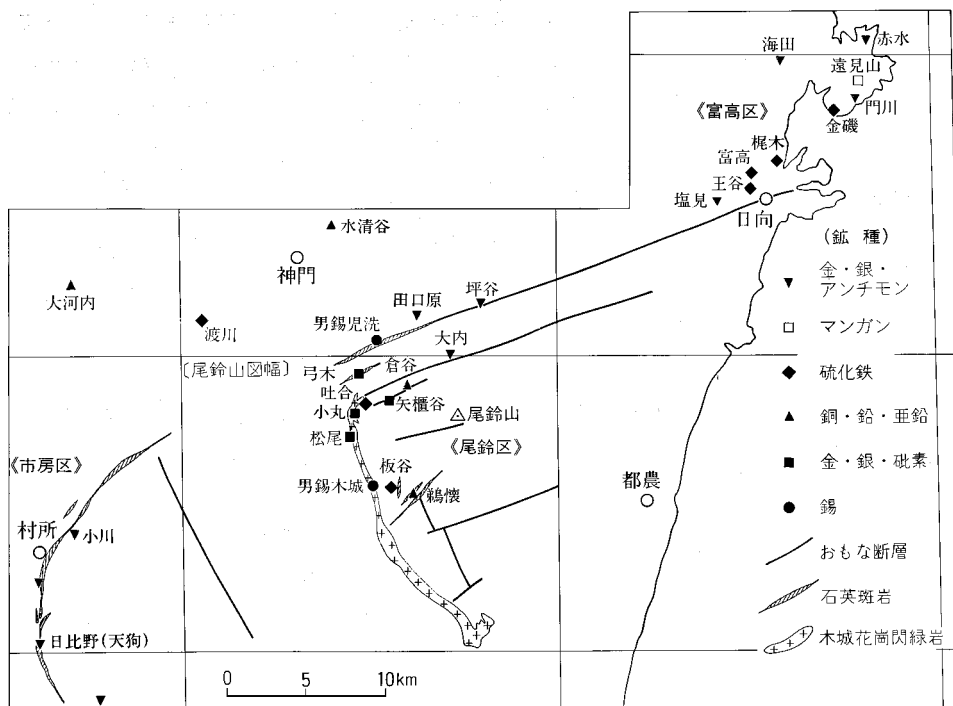 赤水
海田
遠見山
門川
金磯
《富高区》
梶木
富高
王谷
塩見
日向
水清谷
神門
大河内
渡川
田口原
坪谷
男錫児洗
大内
〔尾鈴山図幅〕
弓木
倉谷
吐合
矢櫃谷
小丸
尾鈴山
松尾
《尾鈴区》
板谷
男錫木城
鵜懐
都農
《市房区》
村所
小川
日比野(天狗)
(鉱種)
金・銀・
アンチモン
マンガン
硫化鉄
銅・鉛・亜鉛
金・銀・砒素
錫
おもな断層
石英斑岩
木城花崗閃緑岩
0 5 10km